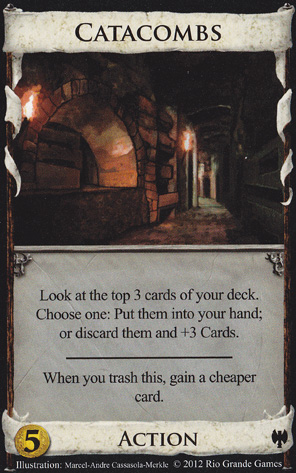 CATACOMBS
Look at the top 3 cards of your deck.
Choose one: Put them into your hand;
or discard them and +3 Cards.
When you trash this, gain a cheaper
card.
5
ACTION
Illustration: Marcel-Andre Cassasola-Merkle © 2012 Rio Grande Games